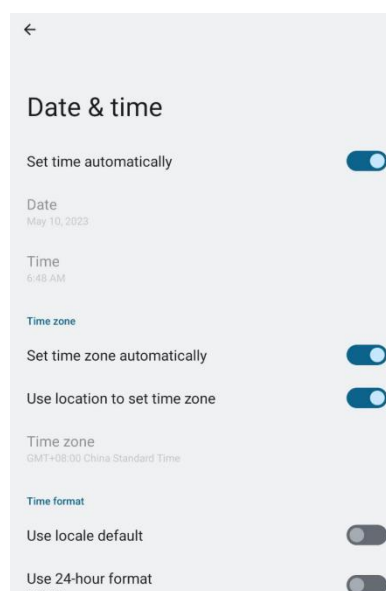 Date & time
Set time automatically
Date
May 10, 2023
Time
6:48 AM
Time zone
Set time zone automatically
Use location to set time zone
Time zone
GMT+08:00 China Standard Time
Time format
Use locale default
Use 24-hour format